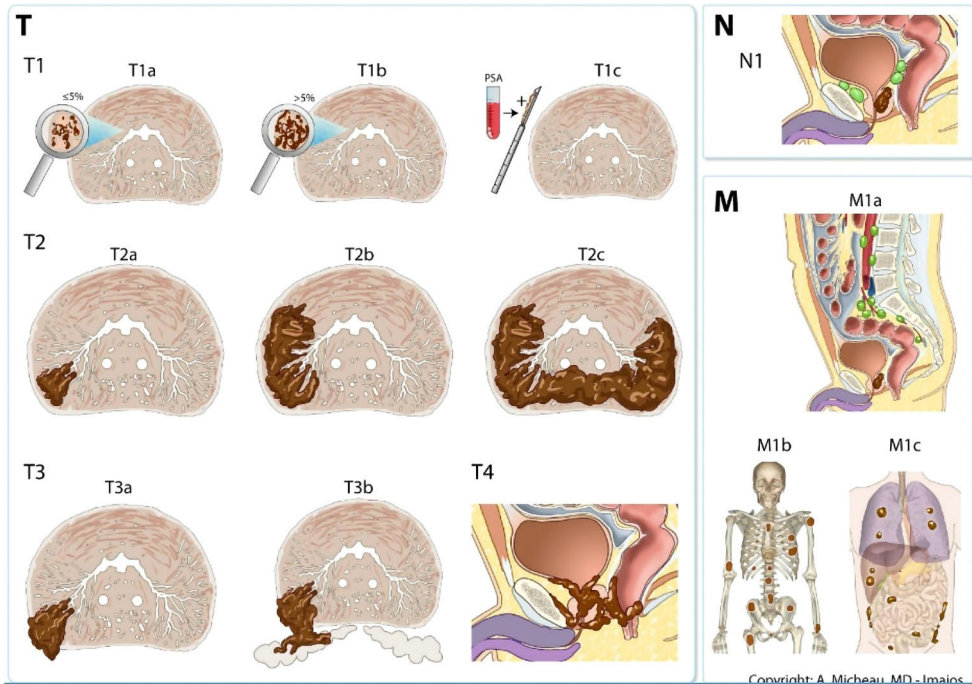 T
T1
T1a
≤5%
T1b
>5%
T1c
PSA
+
T2
T2a
T2b
T2c
T3
T3a
T3b
T4
N
N1
M
M1a
M1b
M1c
Copyright: A. Micheau, MD - Imaios